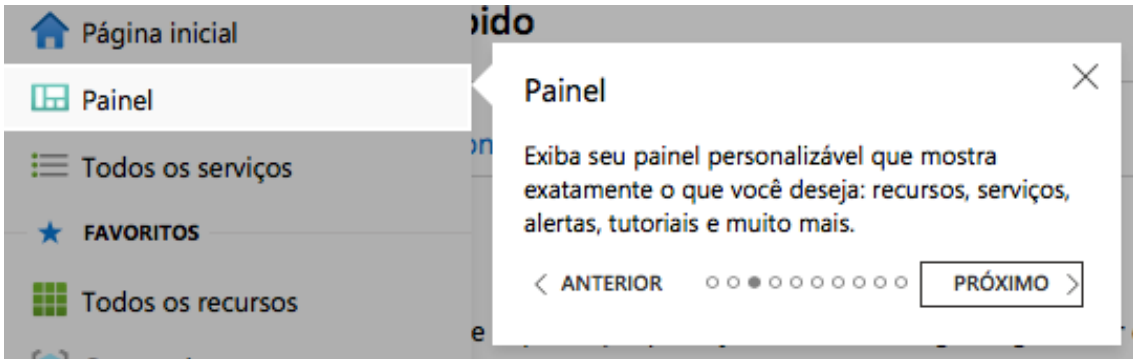 Página inicial
Painel
Todos os serviços
FAVORITOS
Todos os recursos
Painel
Exiba seu painel personalizável que mostra
exatamente o que você deseja: recursos, serviços,
alertas, tutoriais e muito mais.
ANTERIOR
PRÓXIMO